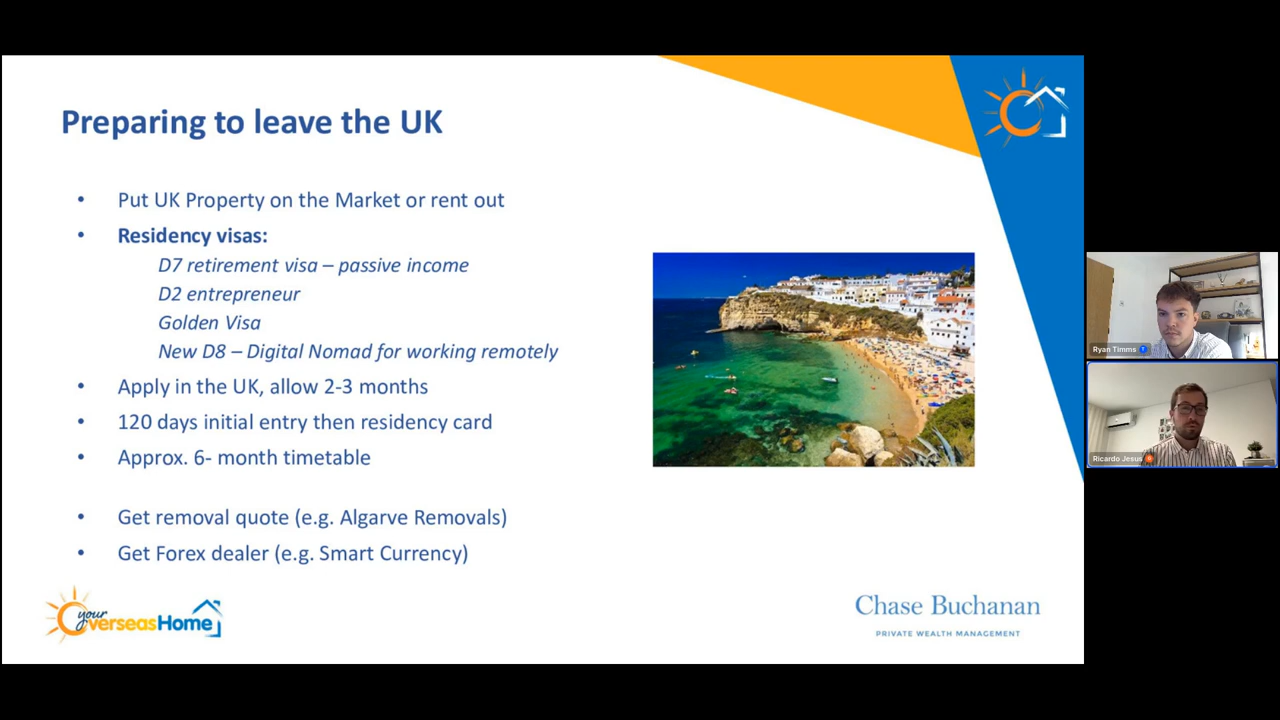 Preparing to leave the UK
• Put UK Property on the Market or rent out
• Residency visas:
D7 retirement visa – passive income
D2 entrepreneur
Golden Visa
New D8 – Digital Nomad for working remotely
• Apply in the UK, allow 2-3 months
• 120 days initial entry then residency card
• Approx. 6- month timetable
• Get removal quote (e.g. Algarve Removals)
• Get Forex dealer (e.g. Smart Currency)
your
OverseasHome
Chase Buchanan
PRIVATE WEALTH MANAGEMENT
Ryan Timms
Ricardo Jesus